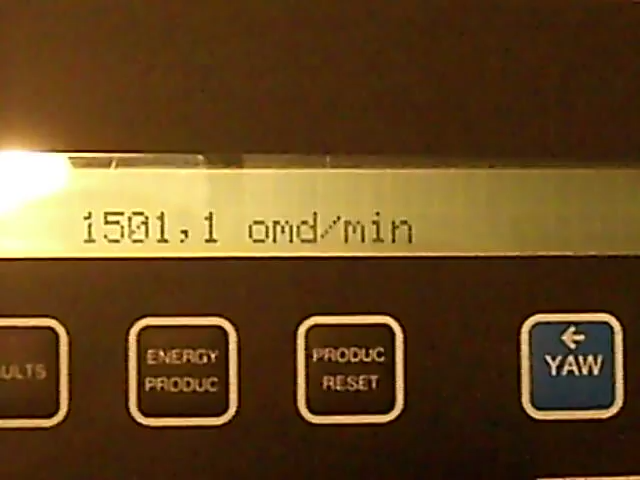 1501,1 omd/min
ULTS
ENERGY
PRODUC
PRODUC
RESET
←
YAW